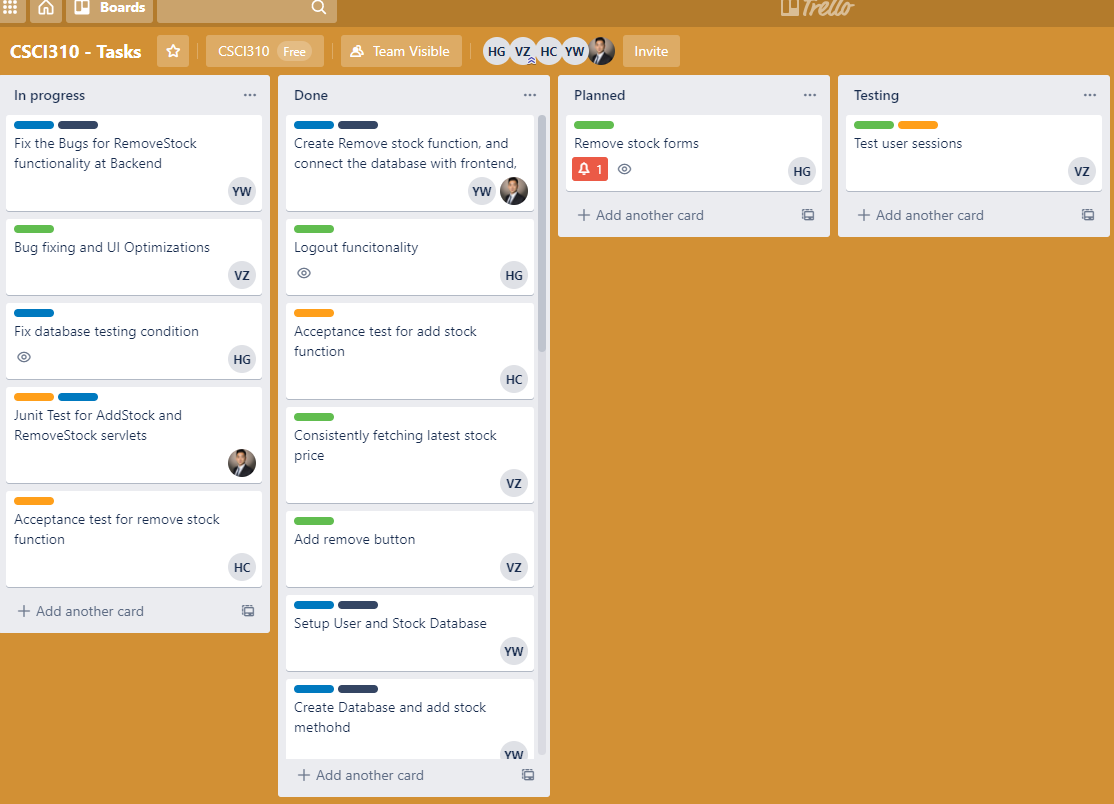 Boards
Trello
CSCI310 - Tasks
CSCI310 Free
Team Visible
HG VZ HC YW
Invite
In progress
Fix the Bugs for RemoveStock
functionality at Backend
YW
Bug fixing and UI Optimizations
VZ
Fix database testing condition
HG
Junit Test for AddStock and
RemoveStock servlets
Acceptance test for remove stock
function
HC
Add another card
Done
Create Remove stock function, and
connect the database with frontend,
YW
Logout funcitonality
HG
Acceptance test for add stock
function
HC
Consistently fetching latest stock
price
VZ
Add remove button
VZ
Setup User and Stock Database
YW
Create Database and add stock
methohd
YW
Add another card
Planned
Remove stock forms
1
HG
Add another card
Testing
Test user sessions
VZ
Add another card